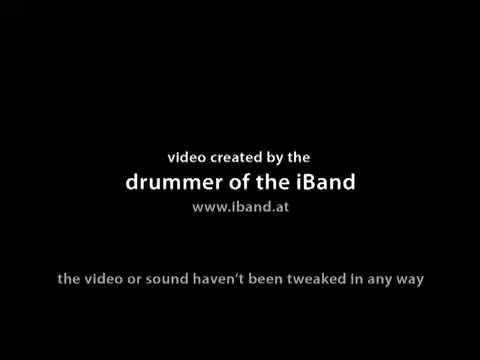 video created by the
drummer of the iBand
www.iband.at
the video or sound haven't been tweaked in any way